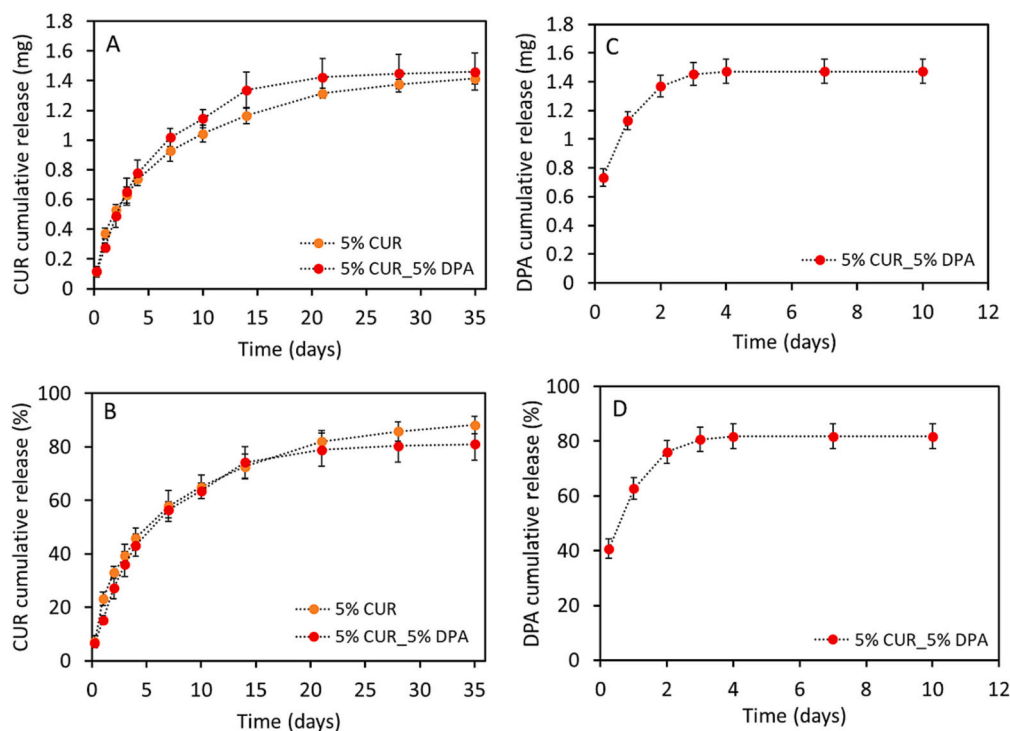 A
CUR cumulative release (mg)
1.8
1.6
1.4
1.2
1
0.8
0.6
0.4
0.2
0
5% CUR
5% CUR_5% DPA
0 5 10 15 20 25 30 35
Time (days)
C
DPA cumulative release (mg)
1.8
1.6
1.4
1.2
1
0.8
0.6
0.4
0.2
0
5% CUR_5% DPA
0 2 4 6 8 10 12
Time (days)
B
CUR cumulative release (%)
100
80
60
40
20
0
5% CUR
5% CUR_5% DPA
0 5 10 15 20 25 30 35
Time (days)
D
DPA cumulative release (%)
100
80
60
40
20
0
5% CUR_5% DPA
0 2 4 6 8 10 12
Time (days)